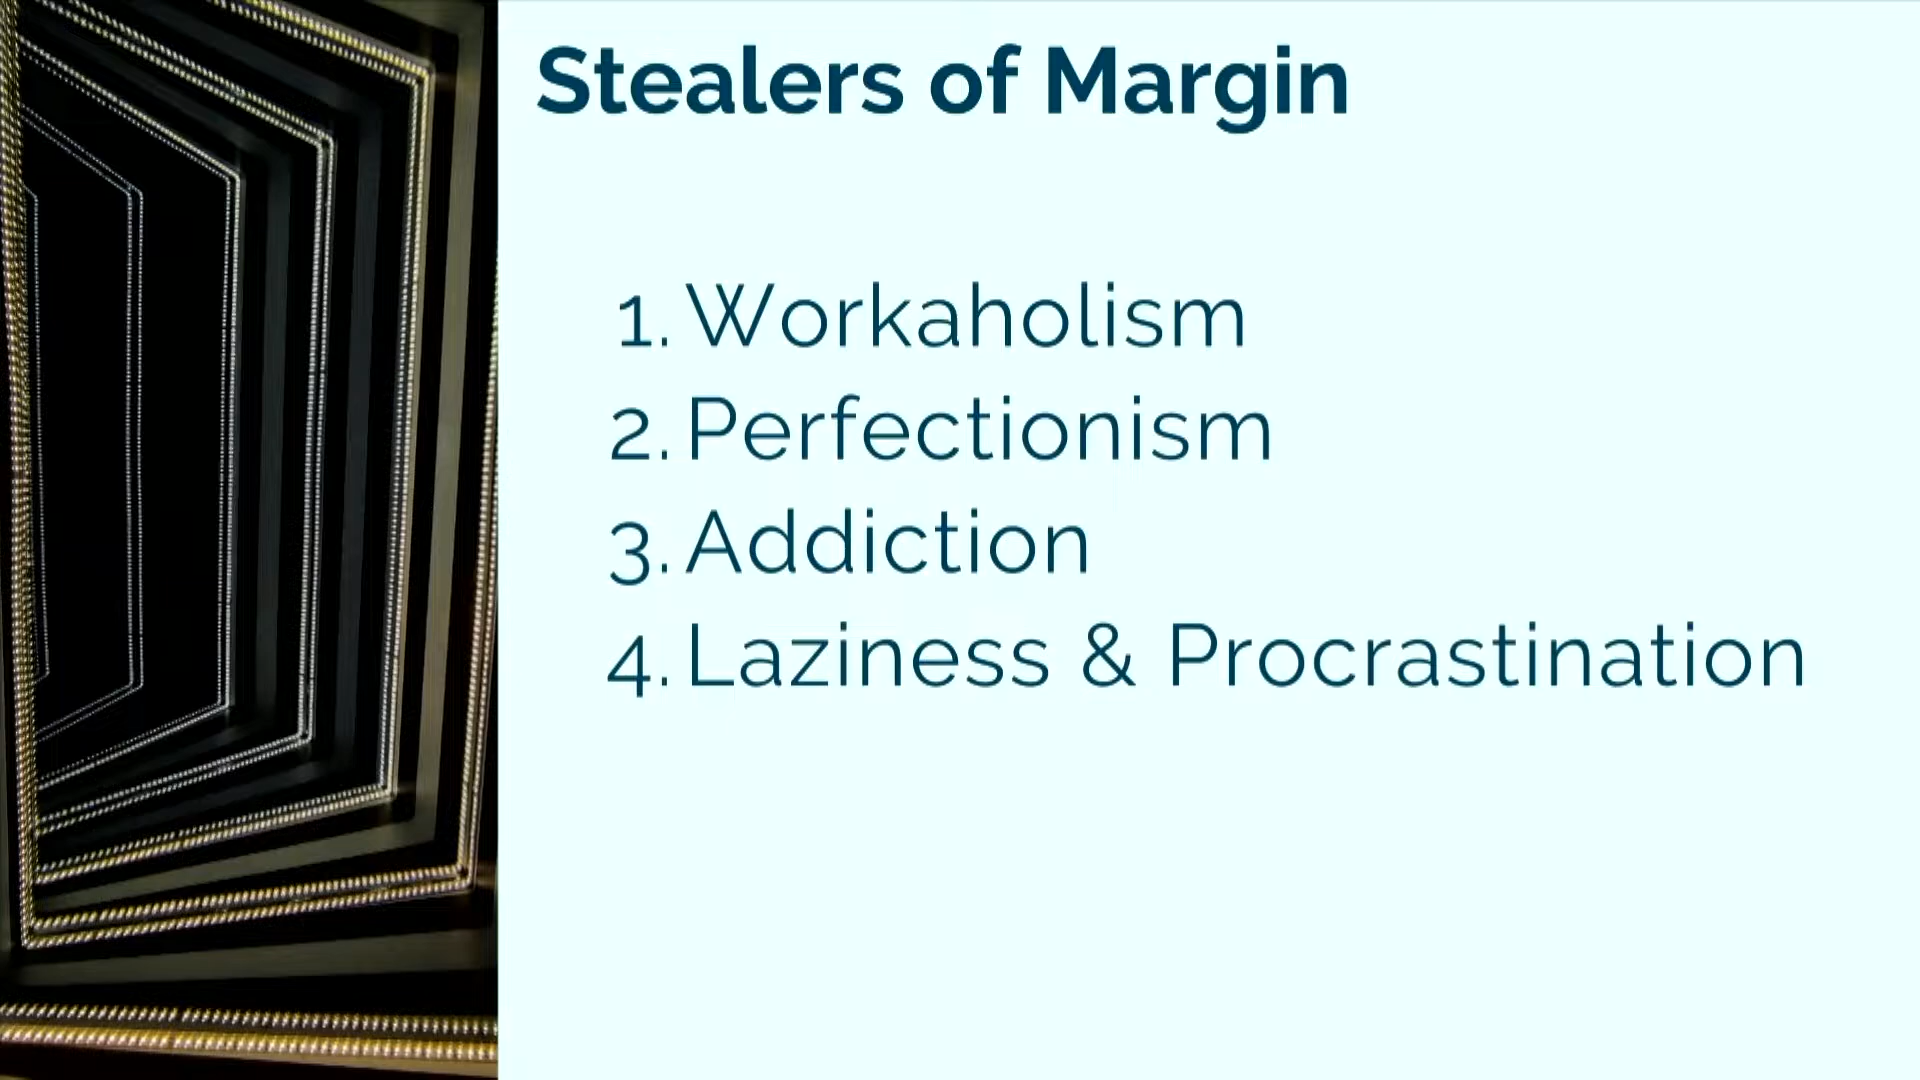 Stealers of Margin
1. Workaholism
2. Perfectionism
3. Addiction
4. Laziness & Procrastination